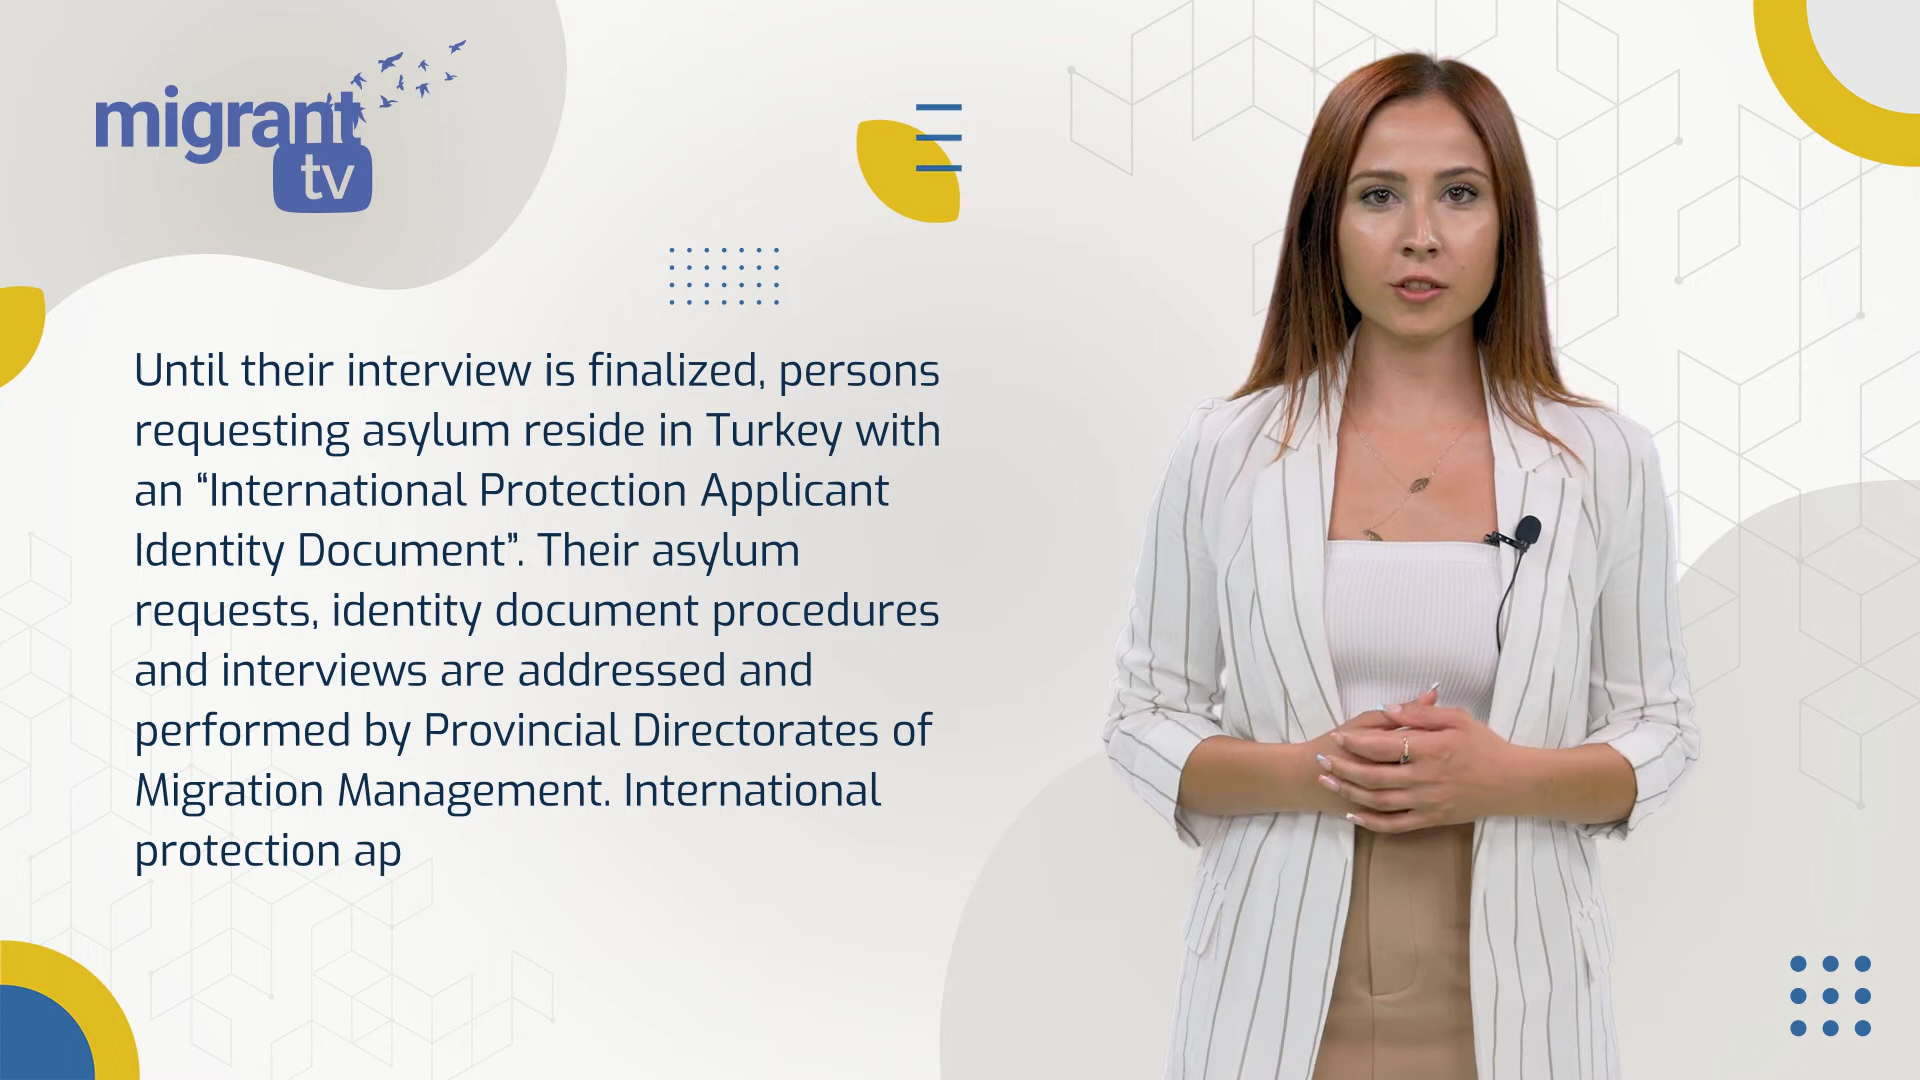 migrant
tv
Until their interview is finalized, persons
requesting asylum reside in Turkey with
an “International Protection Applicant
Identity Document”. Their asylum
requests, identity document procedures
and interviews are addressed and
performed by Provincial Directorates of
Migration Management. International
protection ap